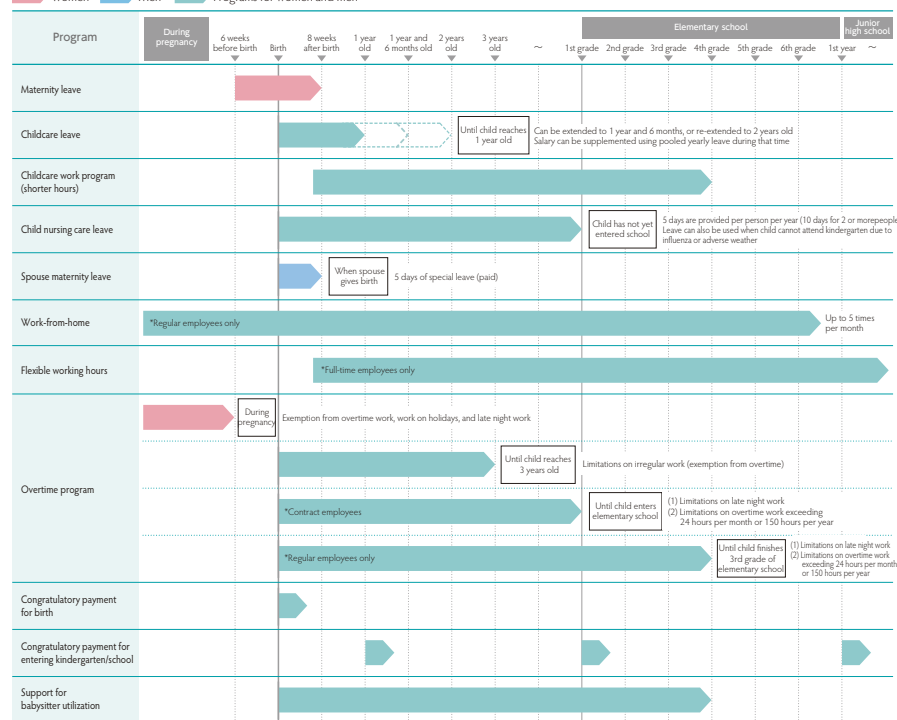 Programs for women and men
Program
During
pregnancy
6 weeks
before birth
Birth
8 weeks
after birth
1 year
old
1 year and
6 months old
2 years
old
3 years
old
~
Elementary school
1st grade
2nd grade
3rd grade
4th grade
5th grade
6th grade
Junior
high school
1st year
~
Maternity leave
Childcare leave
Until child reaches
1 year old
Can be extended to 1 year and 6 months, or re-extended to 2 years old
Salary can be supplemented using pooled yearly leave during that time
Childcare work program
(shorter hours)
Child nursing care leave
Child has not yet
entered school
5 days are provided per person per year (10 days for 2 or morepeople
Leave can also be used when child cannot attend kindergarten due to
influenza or adverse weather
Spouse maternity leave
When spouse
gives birth
5 days of special leave (paid)
Work-from-home
*Regular employees only
Up to 5 times
per month
Flexible working hours
*Full-time employees only
Overtime program
During
pregnancy
Exemption from overtime work, work on holidays, and late night work
Until child reaches
3 years old
Limitations on irregular work (exemption from overtime)
*Contract employees
Until child enters
elementary school
(1) Limitations on late night work
(2) Limitations on overtime work exceeding
24 hours per month or 150 hours per year
*Regular employees only
Until child finishes
3rd grade of
elementary school
(1) Limitations on late night work
(2) Limitations on overtime work
exceeding 24 hours per month
or 150 hours per year
Congratulatory payment
for birth
Congratulatory payment for
entering kindergarten/school
Support for
babysitter utilization